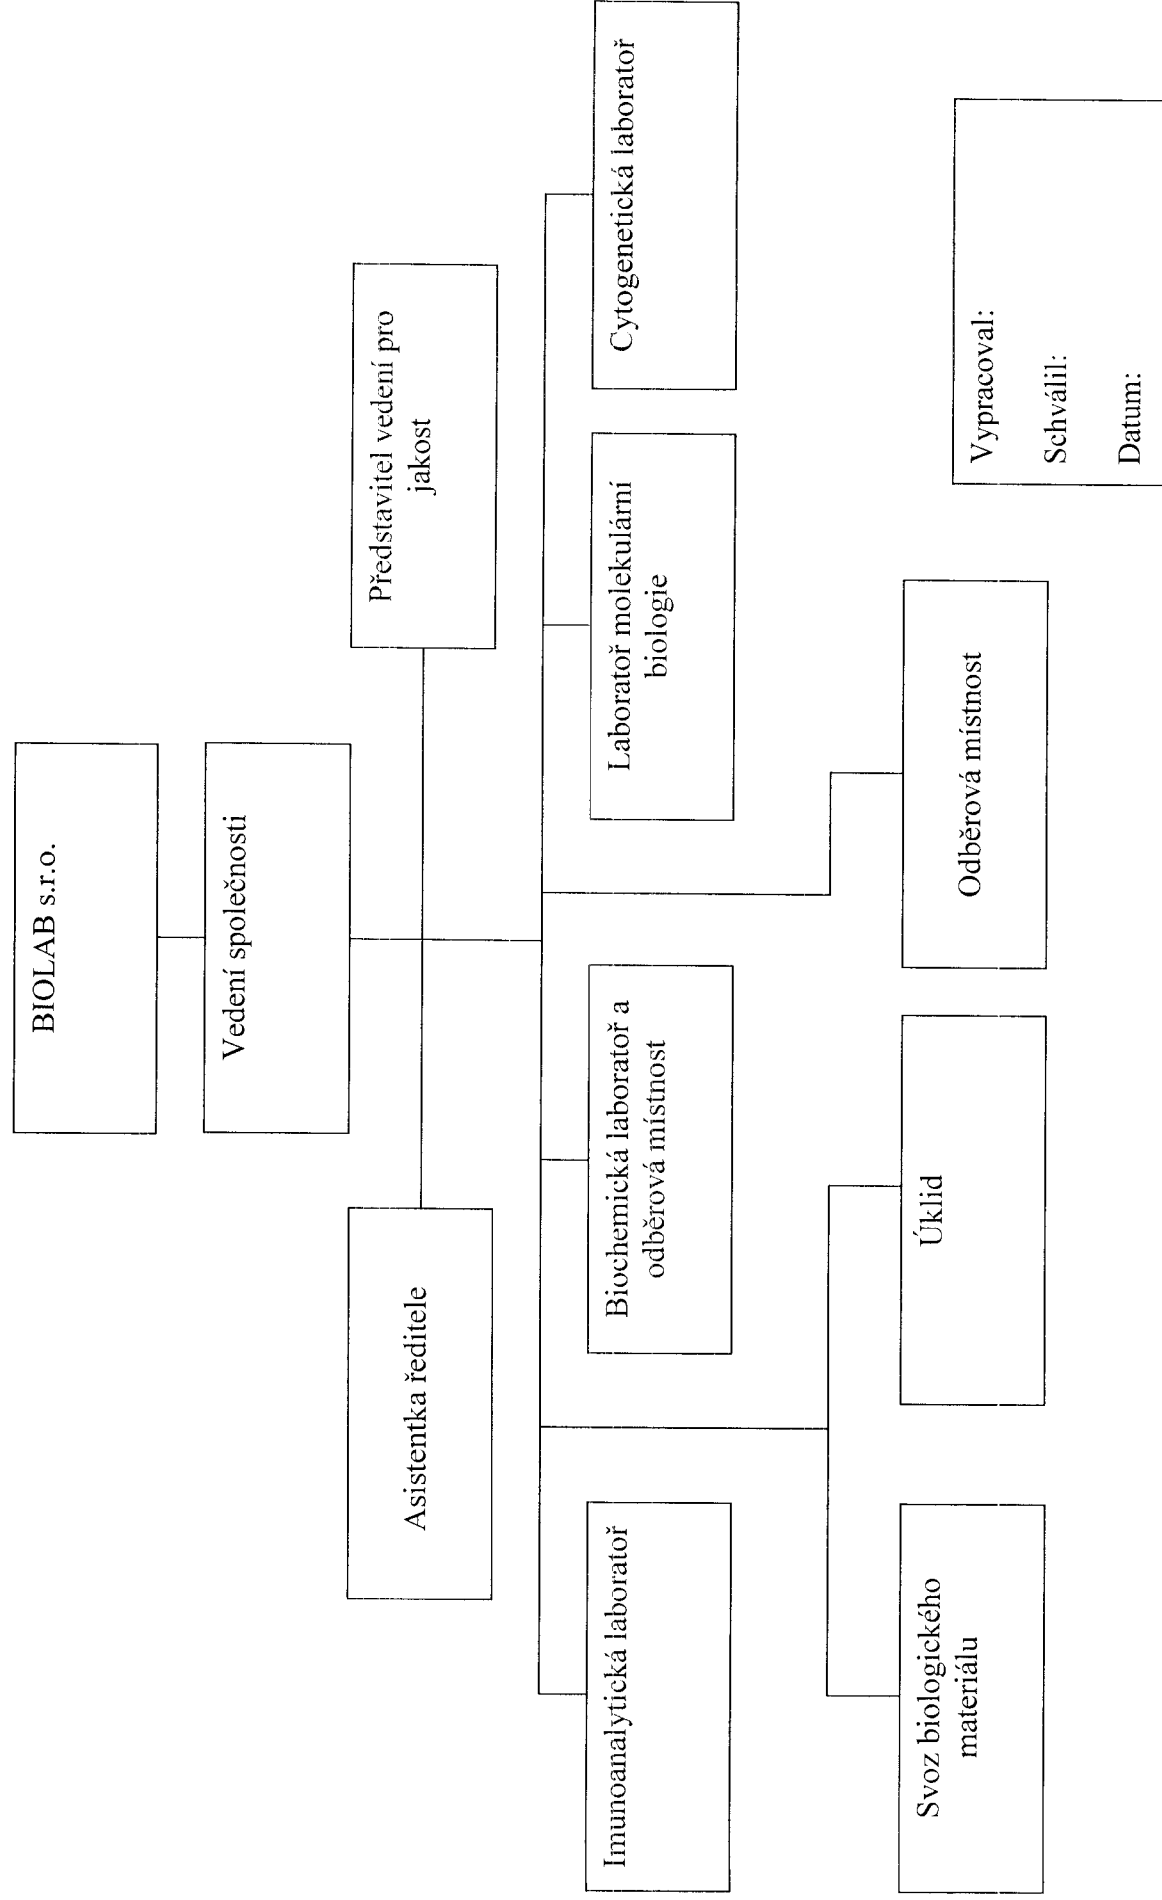 BIOLAB s.r.o.
Vedení společnosti
Asistentka ředitele
Představitel vedení pro
jakost
Imunoanalytická laboratoř
Biochemická laboratoř a
odběrová místnost
Laboratoř molekulární
biologie
Cytogenetická laboratoř
Svoz biologického
materiálu
Úklid
Odběrová místnost
Vypracoval:
Schválil:
Datum: